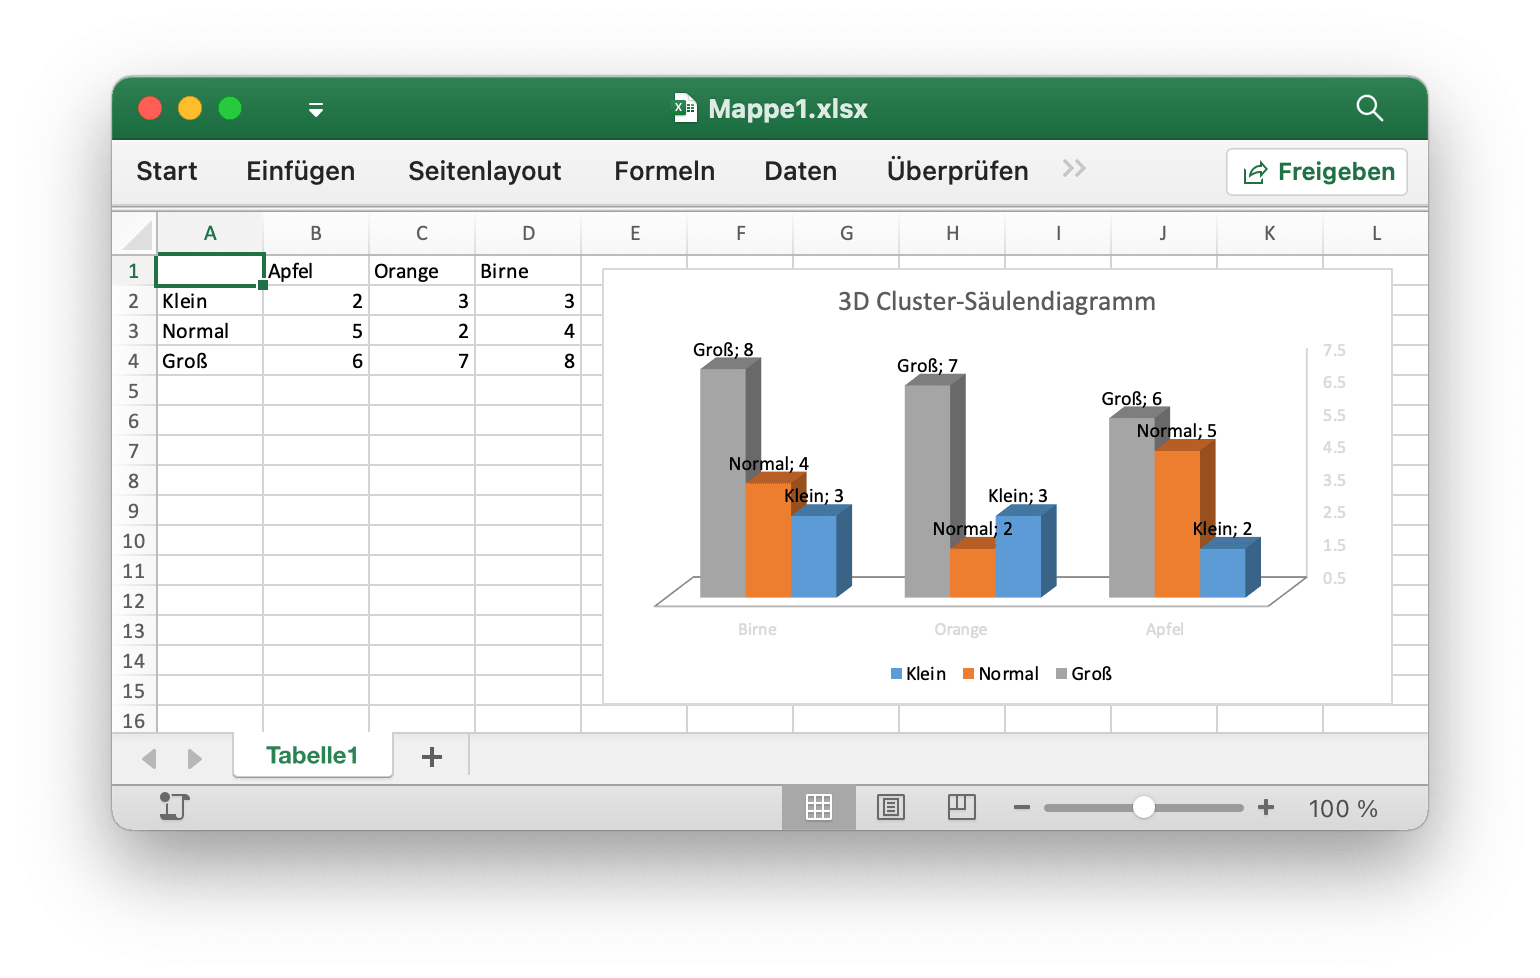 Mappe1.xlsx
Start Einfügen Seitenlayout Formeln Daten Überprüfen Freigeben
A B C D E F G H I J K L
1 Apfel Orange Birne
2 Klein 2 3 3
3 Normal 5 2 4
4 Groß 6 7 8
5
6
7
8
9
10
11
12
13
14
15
16
3D Cluster-Säulendiagramm
Groß; 8
Normal; 4
Klein; 3
Groß; 7
Normal; 2
Klein; 3
Groß; 6
Normal; 5
Klein; 2
7.5
6.5
5.5
4.5
3.5
2.5
1.5
0.5
Birne Orange Apfel
Klein Normal Groß
Tabelle1
100 %